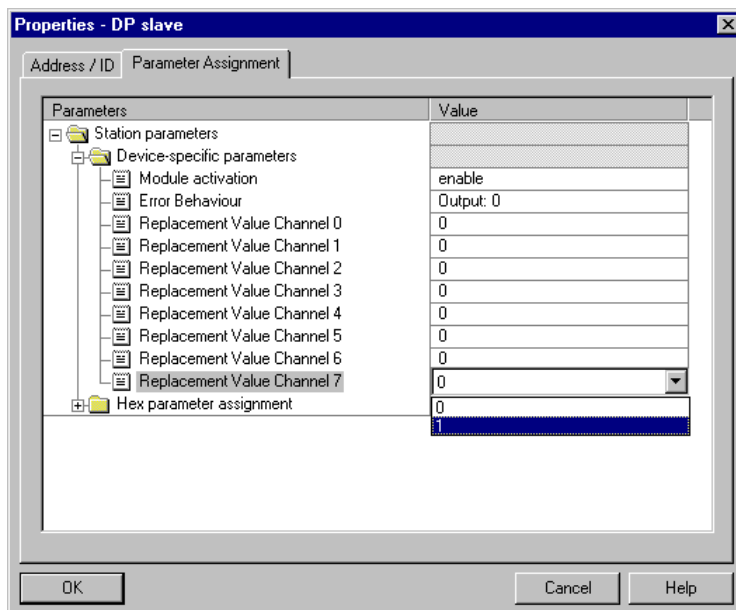 Properties - DP slave
Address / ID Parameter Assignment
Parameters Value
Station parameters
Device-specific parameters
Module activation enable
Error Behaviour Output: 0
Replacement Value Channel 0 0
Replacement Value Channel 1 0
Replacement Value Channel 2 0
Replacement Value Channel 3 0
Replacement Value Channel 4 0
Replacement Value Channel 5 0
Replacement Value Channel 6 0
Replacement Value Channel 7 0
Hex parameter assignment 0
1
OK Cancel Help